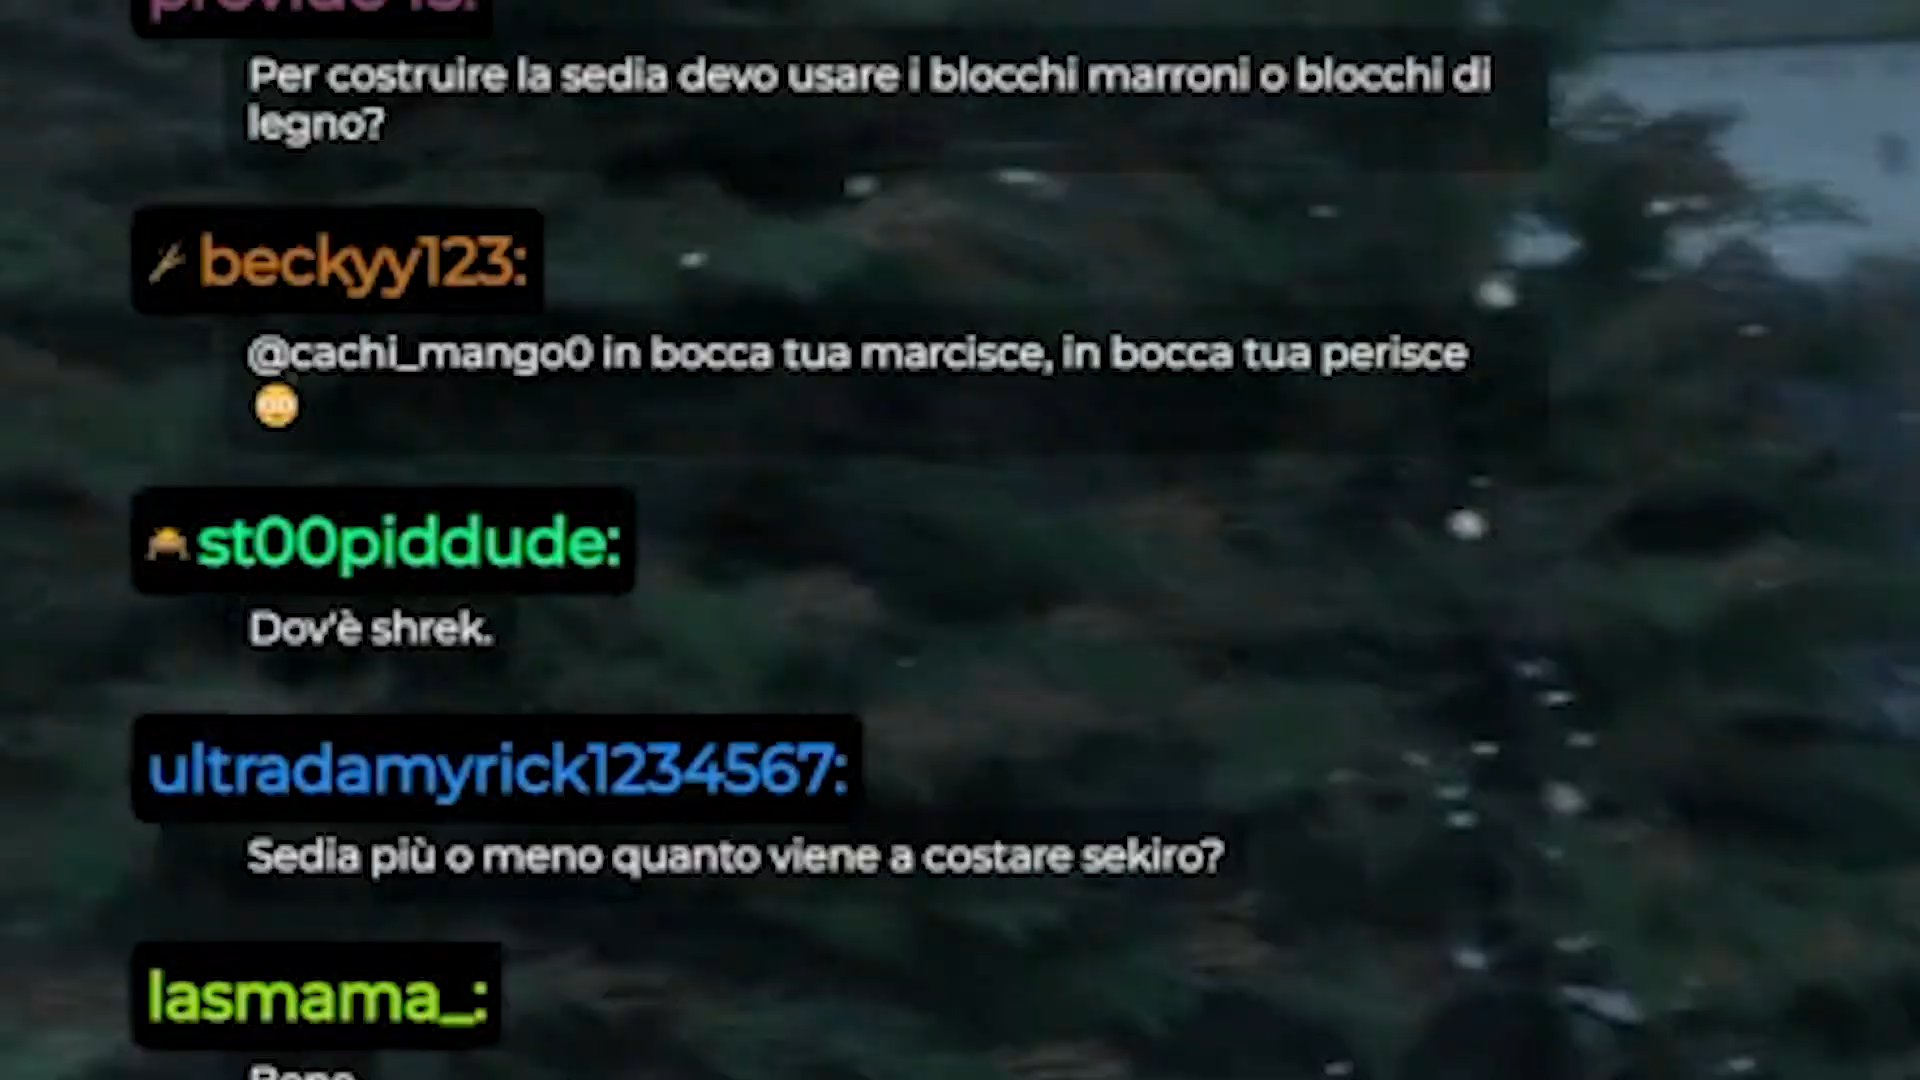 Per costruire la sedia devo usare i blocchi marroni o blocchi di
legno?
beckyy123:
@cachi_mango0 in bocca tua marcisce, in bocca tua perisce
st00piddude:
Dov'è shrek.
ultradamyrick1234567:
Sedia più o meno quanto viene a costare sekiro?
lasmama_: